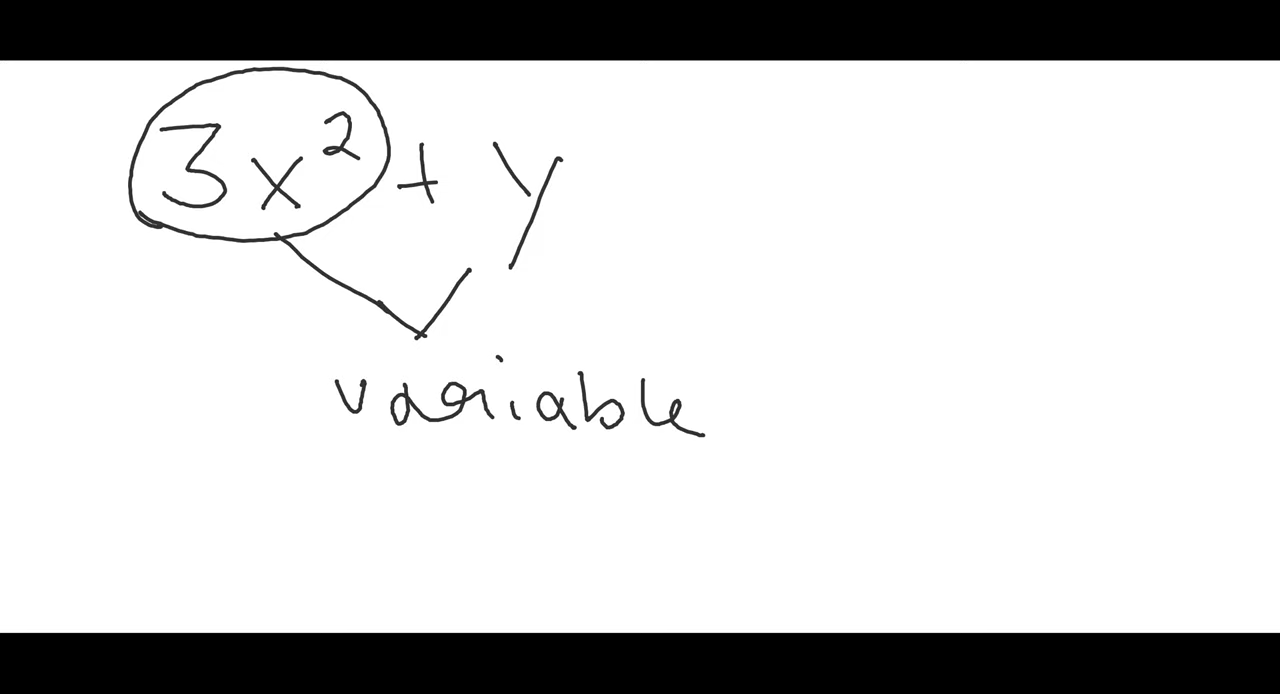 3x² + y
variable